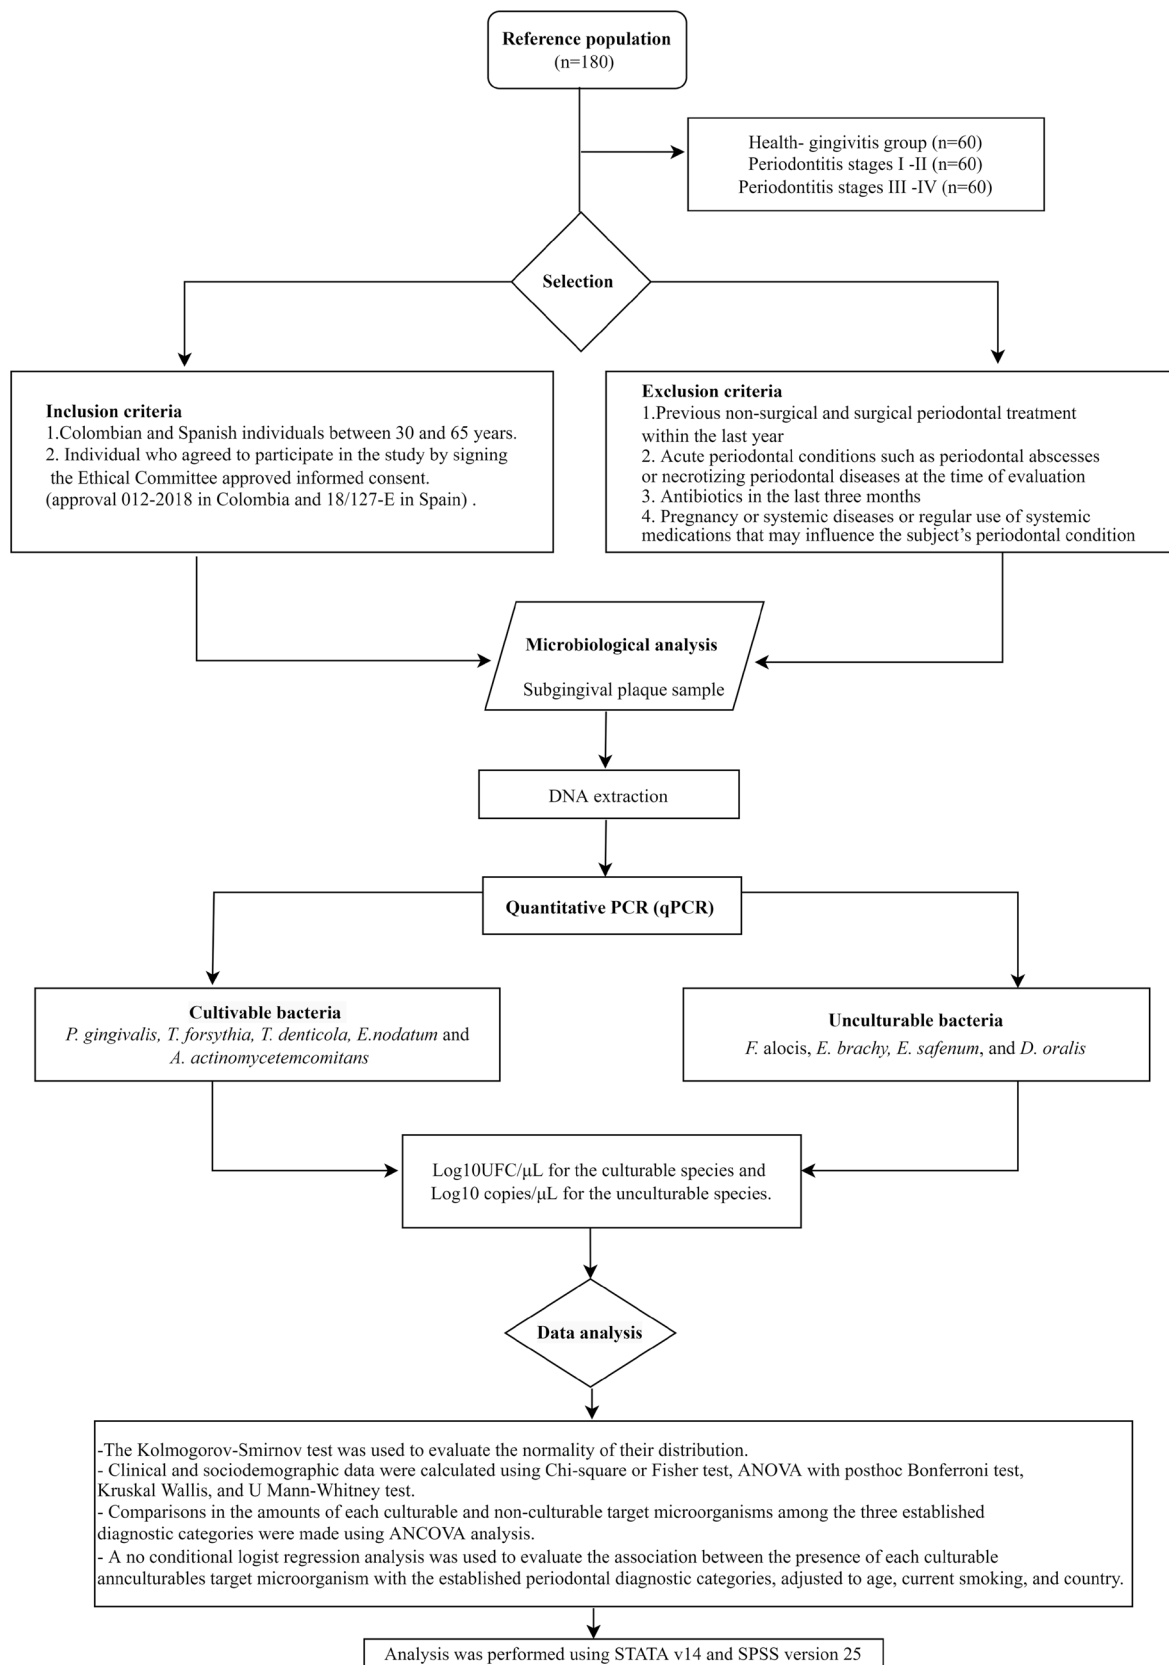 Reference population
(n=180)
Health- gingivitis group (n=60)
Periodontitis stages I -II (n=60)
Periodontitis stages III -IV (n=60)
Selection
Inclusion criteria
1.Colombian and Spanish individuals between 30 and 65 years.
2. Individual who agreed to participate in the study by signing
the Ethical Committee approved informed consent.
(approval 012-2018 in Colombia and 18/127-E in Spain) .
Exclusion criteria
1.Previous non-surgical and surgical periodontal treatment
within the last year
2. Acute periodontal conditions such as periodontal abscesses
or necrotizing periodontal diseases at the time of evaluation
3. Antibiotics in the last three months
4. Pregnancy or systemic diseases or regular use of systemic
medications that may influence the subject's periodontal condition
Microbiological analysis
Subgingival plaque sample
DNA extraction
Quantitative PCR (qPCR)
Cultivable bacteria
P. gingivalis, T. forsythia, T. denticola, E.nodatum and
A. actinomycetemcomitans
Unculturable bacteria
F. alocis, E. brachy, E. safenum, and D. oralis
Log10UFC/μL for the culturable species and
Log10 copies/μL for the unculturable species.
Data analysis
-The Kolmogorov-Smirnov test was used to evaluate the normality of their distribution.
- Clinical and sociodemographic data were calculated using Chi-square or Fisher test, ANOVA with posthoc Bonferroni test,
Kruskal Wallis, and U Mann-Whitney test.
- Comparisons in the amounts of each culturable and non-culturable target microorganisms among the three established
diagnostic categories were made using ANCOVA analysis.
- A no conditional logist regression analysis was used to evaluate the association between the presence of each culturable
annculturables target microorganism with the established periodontal diagnostic categories, adjusted to age, current smoking, and country.
Analysis was performed using STATA v14 and SPSS version 25